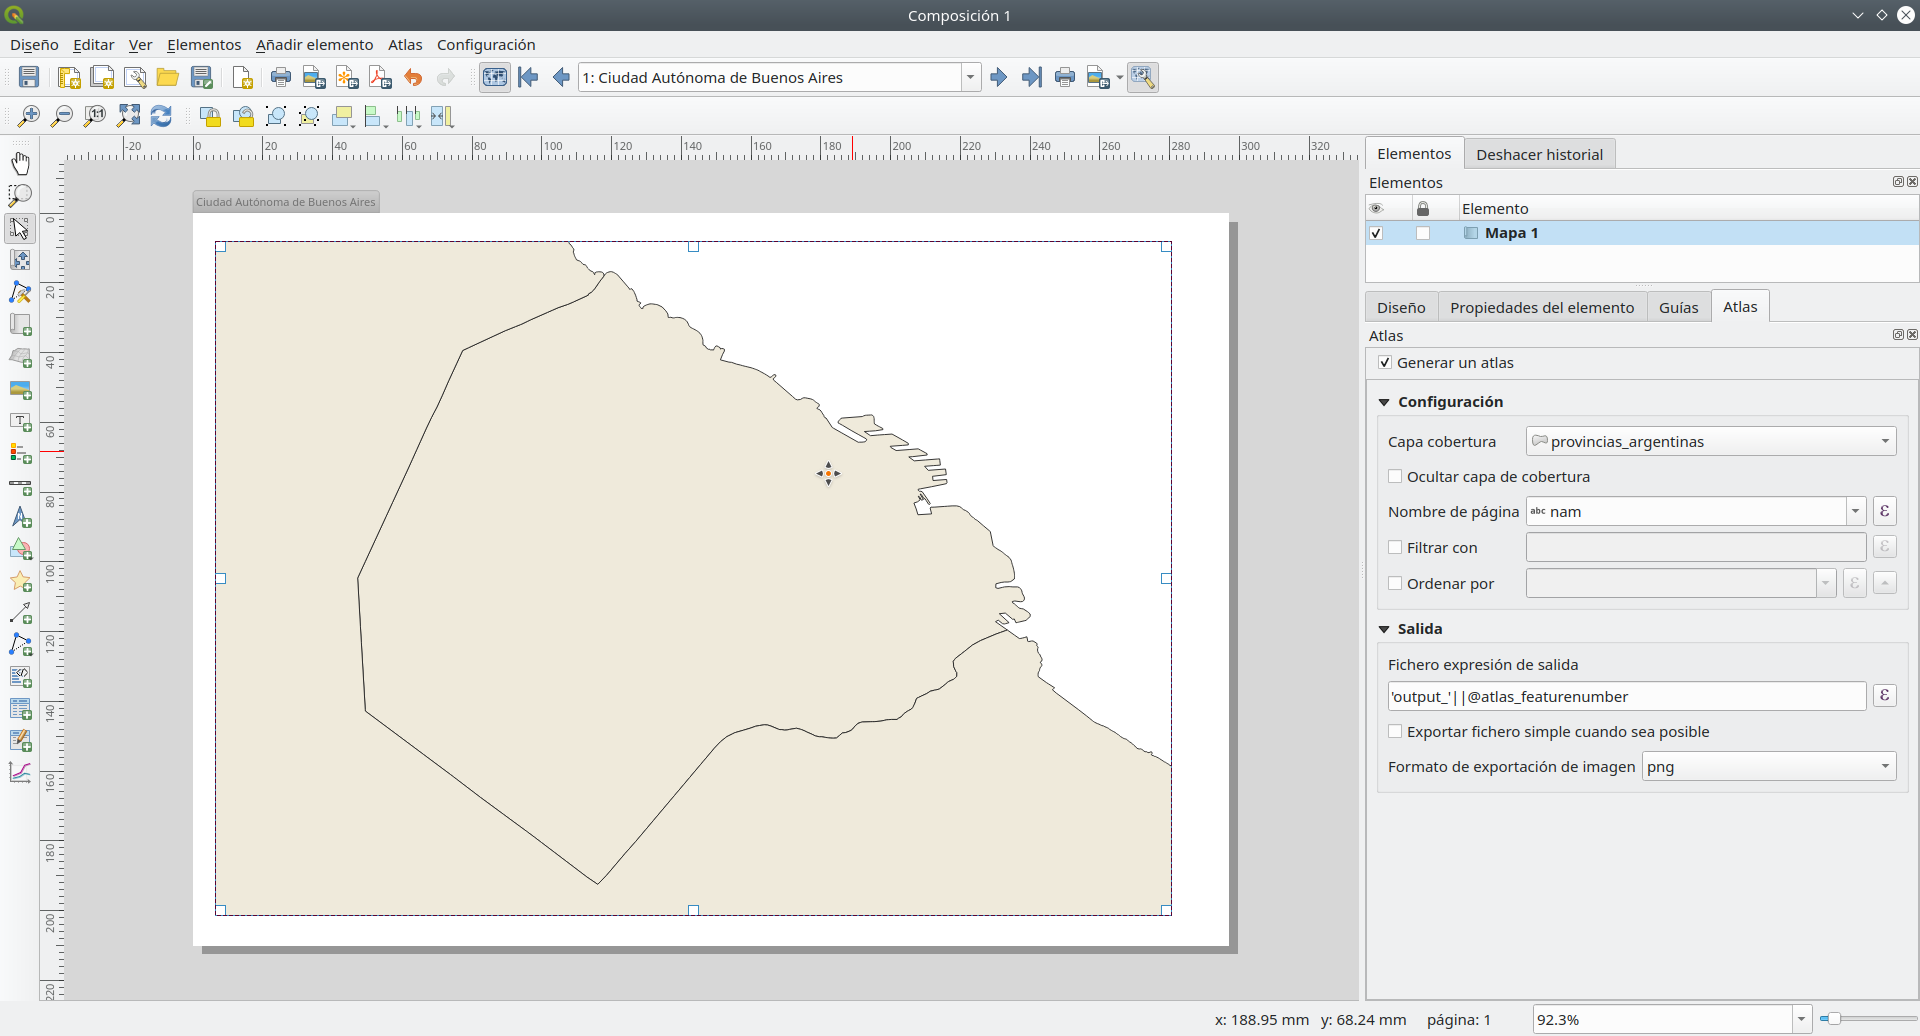 Composición 1
Diseño Editar Ver Elementos Añadir elemento Atlas Configuración
1: Ciudad Autónoma de Buenos Aires
1:1
-20 0 20 40 60 80 100 120 140 160 180 200 220 240 260 280 300 320
Elementos Deshacer historial
Elementos
Elemento
Mapa 1
Ciudad Autónoma de Buenos Aires
0
20
40
60
80
100
120
140
160
180
200
220
T
Diseño Propiedades del elemento Guías Atlas
Atlas
Generar un atlas
Configuración
Capa cobertura provincias_argentinas
Ocultar capa de cobertura
Nombre de página abc nam ε
Filtrar con ε
Ordenar por ε
Salida
Fichero expresión de salida
'output_'||@atlas_featurenumber ε
Exportar fichero simple cuando sea posible
Formato de exportación de imagen png
x: 188.95 mm y: 68.24 mm página: 1 92.3%